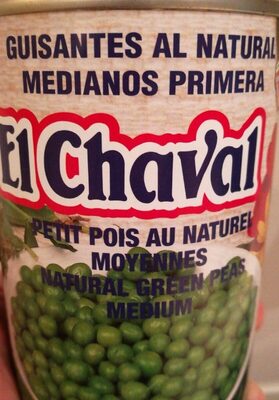 GUISANTES AL NATURAL
MEDIANOS PRIMERA
El Chaval
PETIT POIS AU NATUREL
MOYENNES
NATURAL GREEN PEAS
MEDIUM